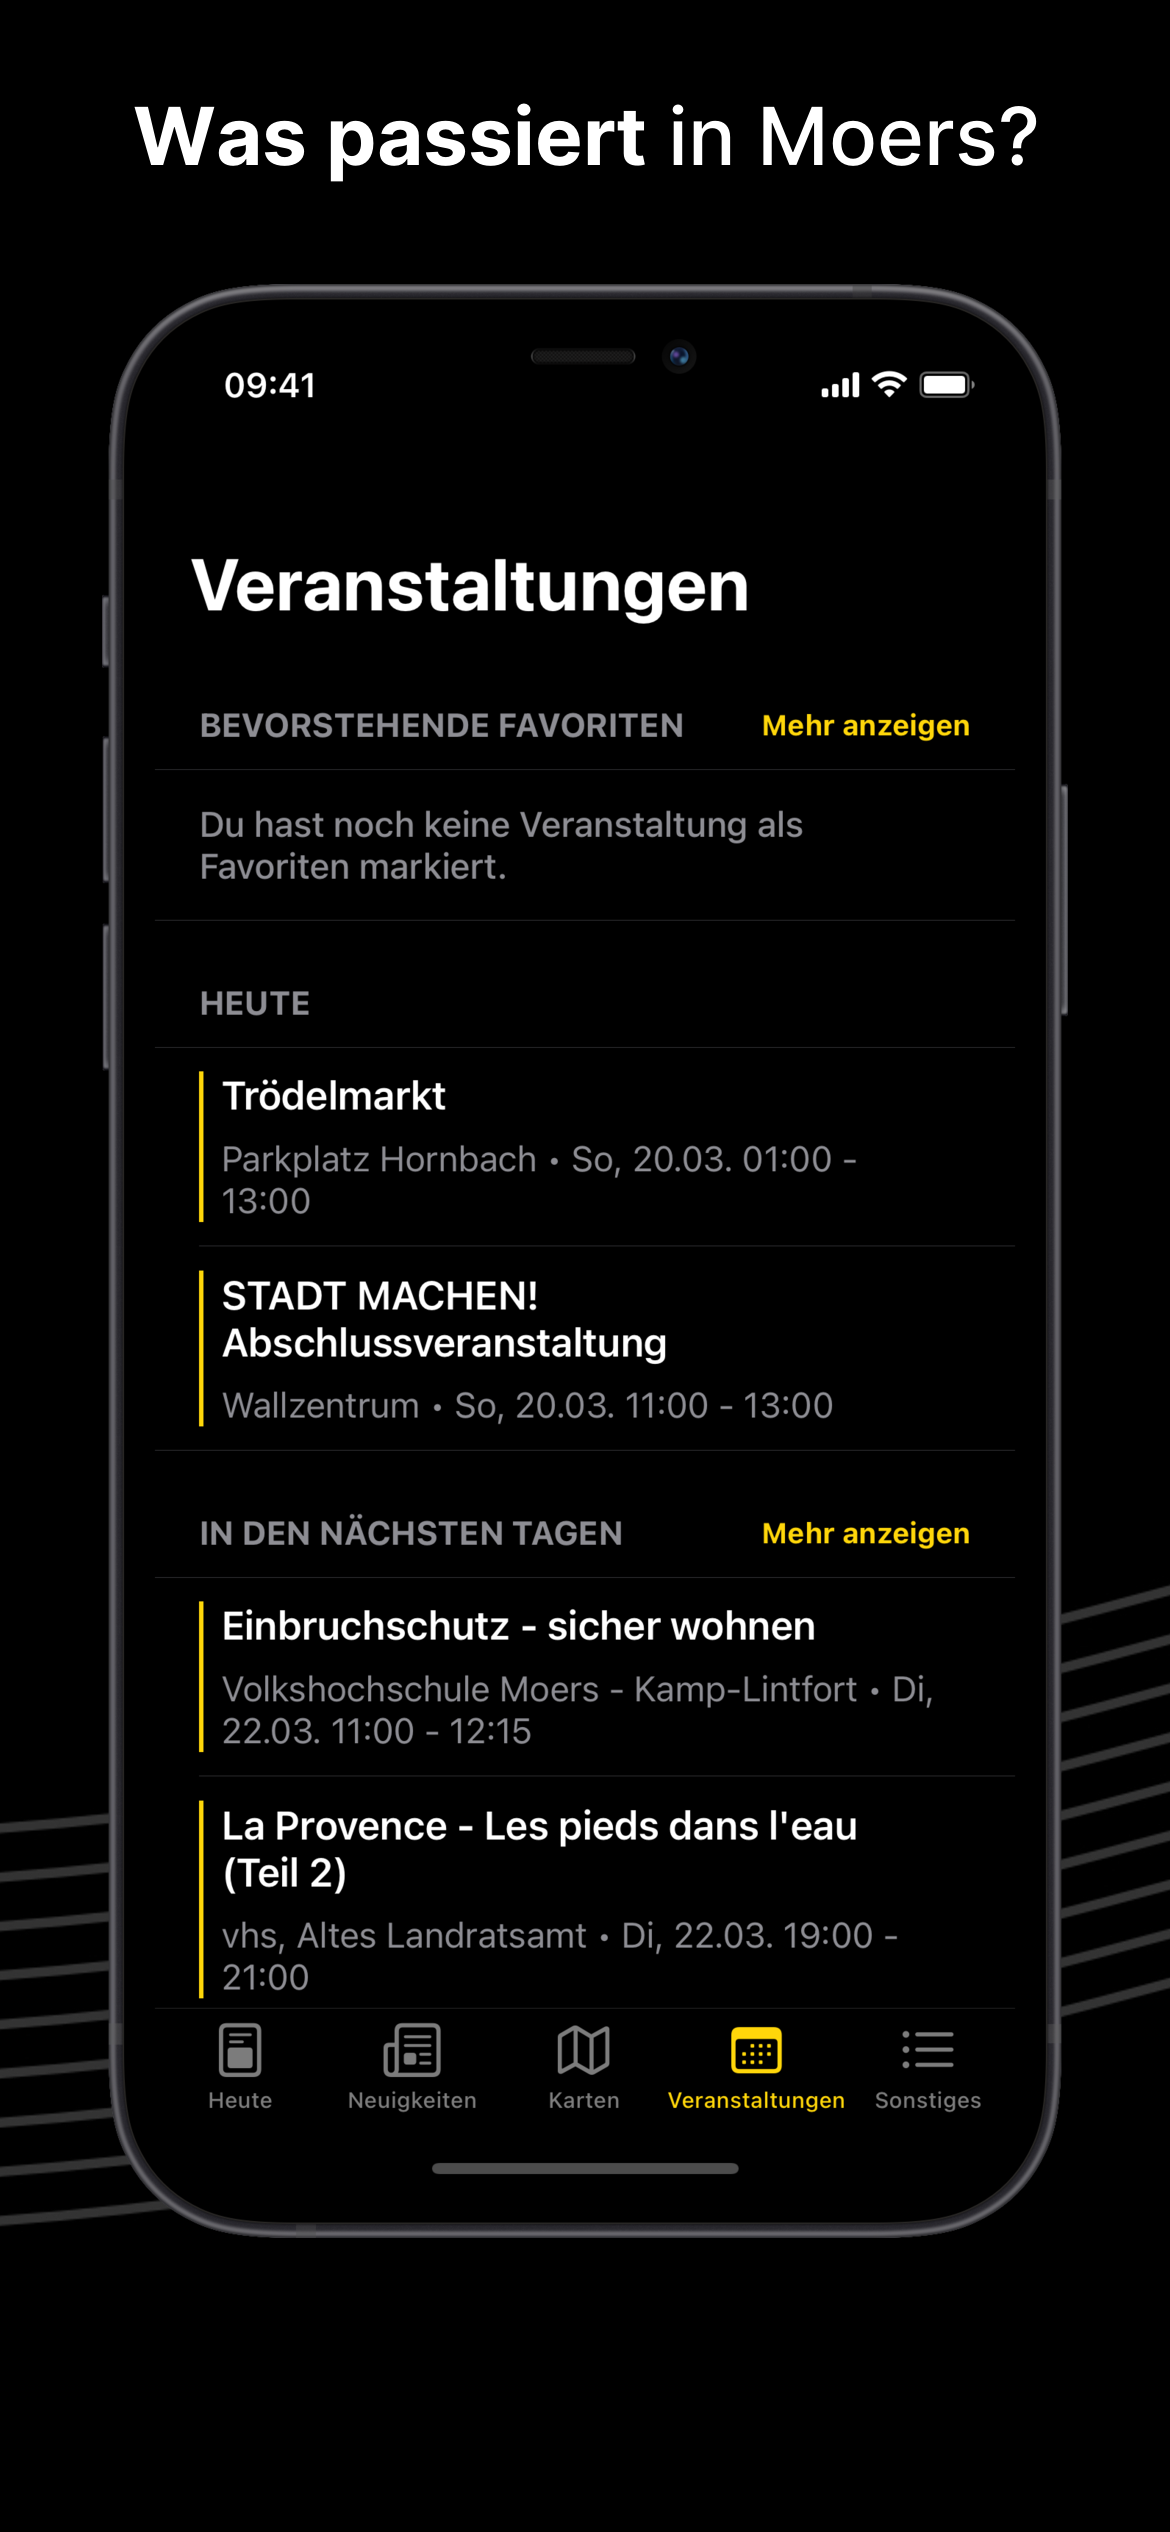 Was passiert in Moers?
09:41
Veranstaltungen
BEVORSTEHENDE FAVORITEN Mehr anzeigen
Du hast noch keine Veranstaltung als
Favoriten markiert.
HEUTE
Trödelmarkt
Parkplatz Hornbach • So, 20.03. 01:00 -
13:00
STADT MACHEN!
Abschlussveranstaltung
Wallzentrum • So, 20.03. 11:00 - 13:00
IN DEN NÄCHSTEN TAGEN Mehr anzeigen
Einbruchschutz - sicher wohnen
Volkshochschule Moers - Kamp-Lintfort • Di,
22.03. 11:00 - 12:15
La Provence - Les pieds dans l'eau
(Teil 2)
vhs, Altes Landratsamt • Di, 22.03. 19:00 -
21:00
Heute Neuigkeiten Karten Veranstaltungen Sonstiges